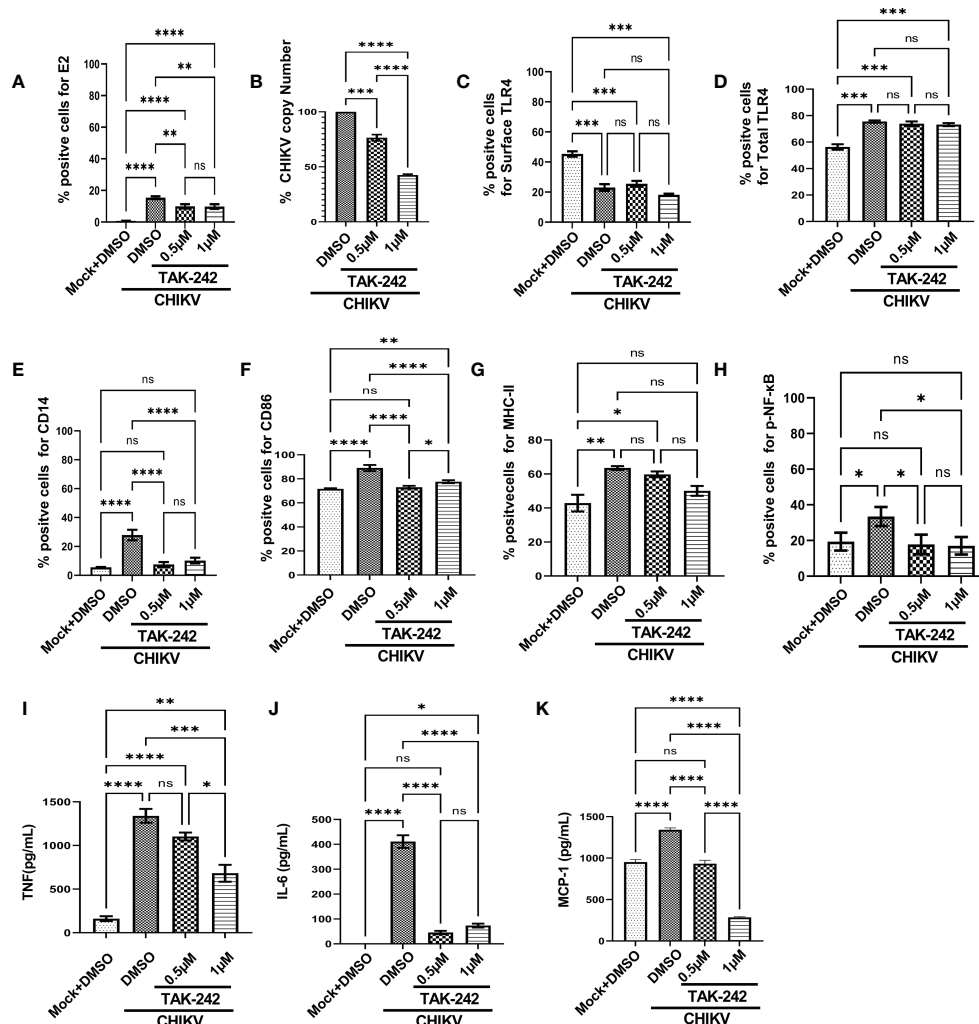 A
% positve cells for E2
100
80
60
40
20
0
****
**
****
**
****
ns
Mock+DMSO
DMSO
0.5µM
1µM
TAK-242
CHIKV
B
% CHIKV copy Number
100
50
0
****
****
***
DMSO
0.5µM
1µM
TAK-242
CHIKV
C
% positve cells
for Surface TLR4
100
80
60
40
20
0
***
ns
***
***
ns
ns
Mock+DMSO
DMSO
0.5µM
1µM
TAK-242
CHIKV
D
% positve cells
for Total TLR4
100
80
60
40
20
0
***
ns
***
***
ns
ns
Mock+DMSO
DMSO
0.5µM
1µM
TAK-242
CHIKV
E
% positve cells for CD14
100
80
60
40
20
0
ns
****
ns
****
****
ns
Mock+DMSO
DMSO
0.5µM
1µM
TAK-242
CHIKV
F
% positve cells for CD86
100
80
60
40
20
0
**
****
ns
****
****
*
Mock+DMSO
DMSO
0.5µM
1µM
TAK-242
CHIKV
G
% positvecells for MHC-II
80
60
40
20
0
ns
ns
*
**
ns
ns
Mock+DMSO
DMSO
0.5µM
1µM
TAK-242
CHIKV
H
% positve cells for p-NF-κB
100
80
60
40
20
0
ns
*
ns
*
*
ns
Mock+DMSO
DMSO
0.5µM
1µM
TAK-242
CHIKV
I
TNF(pg/mL)
1500
1000
500
0
**
***
****
****
ns
*
Mock+DMSO
DMSO
0.5µM
1µM
TAK-242
CHIKV
J
IL-6 (pg/mL)
500
400
300
200
100
0
*
****
ns
****
****
ns
Mock+DMSO
DMSO
0.5µM
1µM
TAK-242
CHIKV
K
MCP-1 (pg/mL)
1500
1000
500
0
****
****
ns
****
****
****
Mock+DMSO
DMSO
0.5µM
1µM
TAK-242
CHIKV